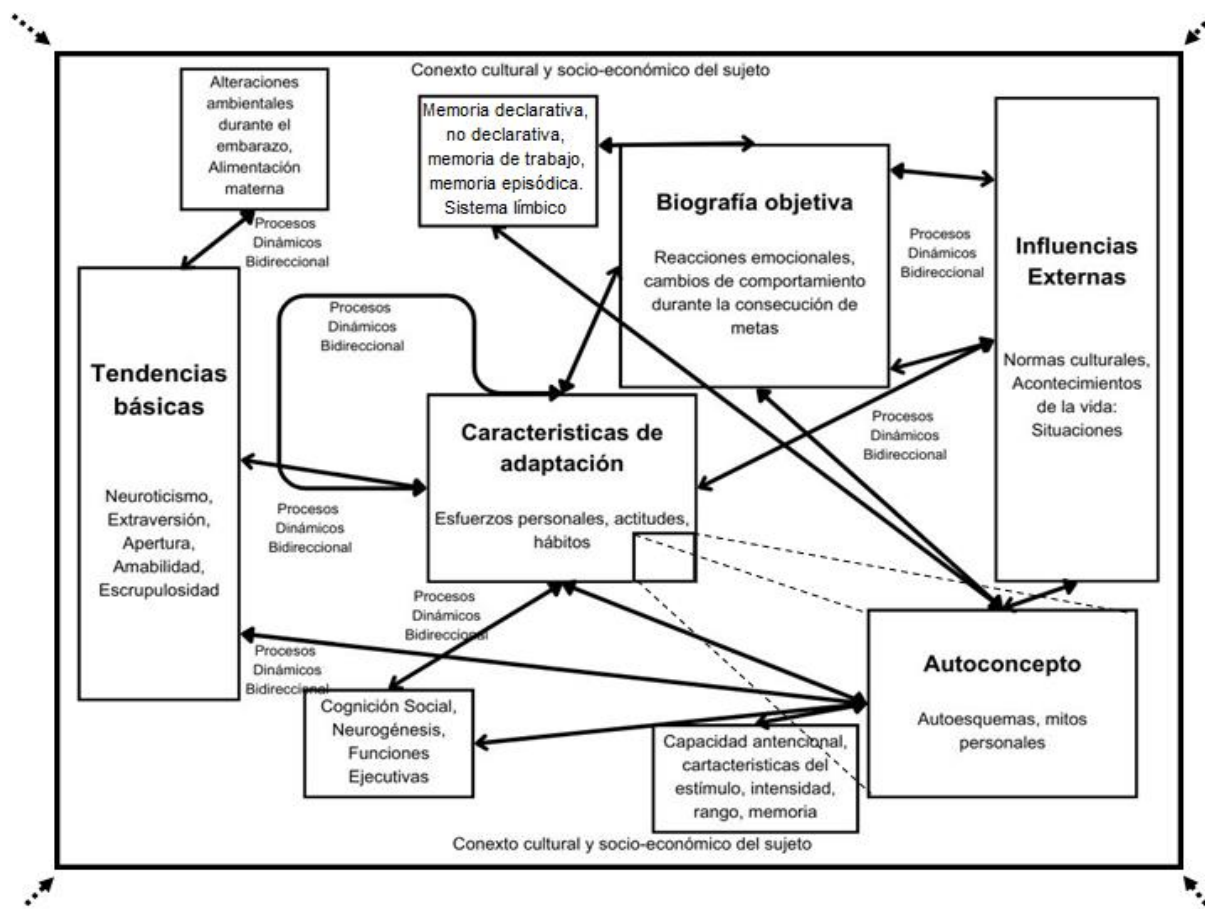 Conexto cultural y socio-económico del sujeto
Alteraciones
ambientales
durante el
embarazo,
Alimentación
materna
Memoria declarativa,
no declarativa,
memoria de trabajo,
memoria episódica.
Sistema límbico
Biografía objetiva
Reacciones emocionales,
cambios de comportamiento
durante la consecución de
metas
Procesos
Dinámicos
Bidireccional
Influencias
Externas
Normas culturales,
Acontecimientos
de la vida:
Situaciones
Procesos
Dinámicos
Bidireccional
Procesos
Dinámicos
Bidireccional
Tendencias
básicas
Neuroticismo,
Extraversión,
Apertura,
Amabilidad,
Escrupulosidad
Procesos
Dinámicos
Bidireccional
Caracteristicas de
adaptación
Esfuerzos personales, actitudes,
hábitos
Procesos
Dinámicos
Bidireccional
Procesos
Dinámicos
Bidireccional
Procesos
Dinámicos
Bidireccional
Cognición Social,
Neurogénesis,
Funciones
Ejecutivas
Capacidad antencional,
cartacteristicas del
estímulo, intensidad,
rango, memoria
Autoconcepto
Autoesquemas, mitos
personales
Conexto cultural y socio-económico del sujeto